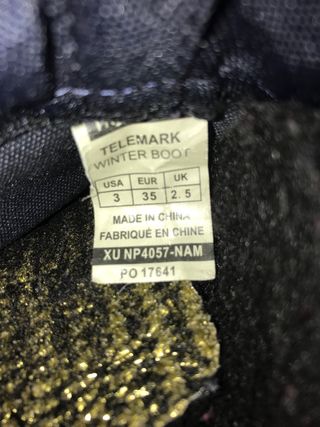 TELEMARK
WINTER BOOT
USA EUR UK
3 35 2.5
MADE IN CHINA
FABRIQUÉ EN CHINE
XU NP4057-NAM
PO 17641